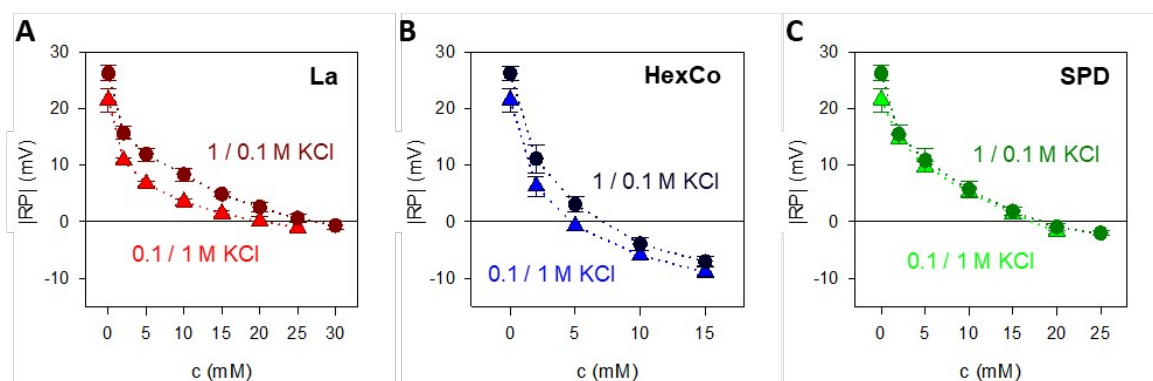 A
30
La
20
|RP| (mV)
1 / 0.1 M KCl
10
0
0.1 / 1 M KCl
-10
0 5 10 15 20 25 30
c (mM)
B
30
HexCo
20
|RP| (mV)
10
1 / 0.1 M KCl
0
0.1 / 1 M KCl
-10
0 5 10 15
c (mM)
C
30
SPD
20
|RP| (mV)
1 / 0.1 M KCl
10
0
0.1 / 1 M KCl
-10
0 5 10 15 20 25
c (mM)